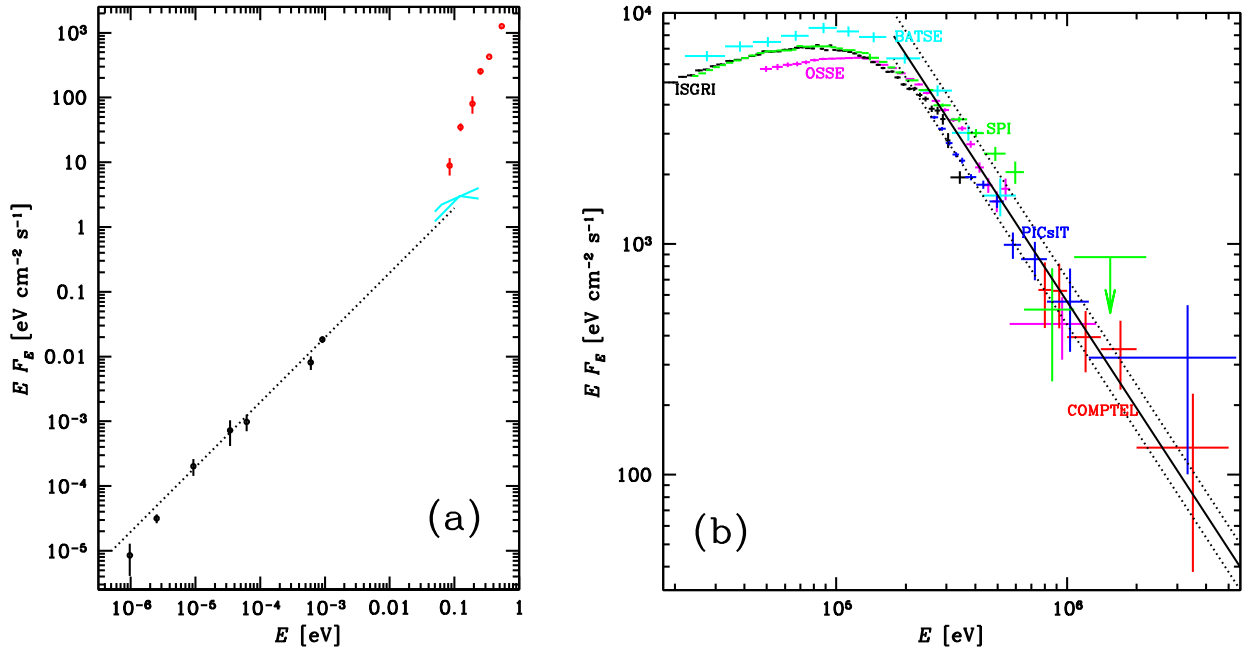 10³
100
10
1
0.1
0.01
10⁻³
10⁻⁴
10⁻⁵
E F_E [eV cm⁻² s⁻¹]
(a)
10⁻⁶ 10⁻⁵ 10⁻⁴ 10⁻³ 0.01 0.1 1
E [eV]
10⁴
10³
100
E F_E [eV cm⁻² s⁻¹]
BATSE
OSSE
ISGRI
SPI
PICsIT
COMPTEL
(b)
10⁵ 10⁶
E [eV]